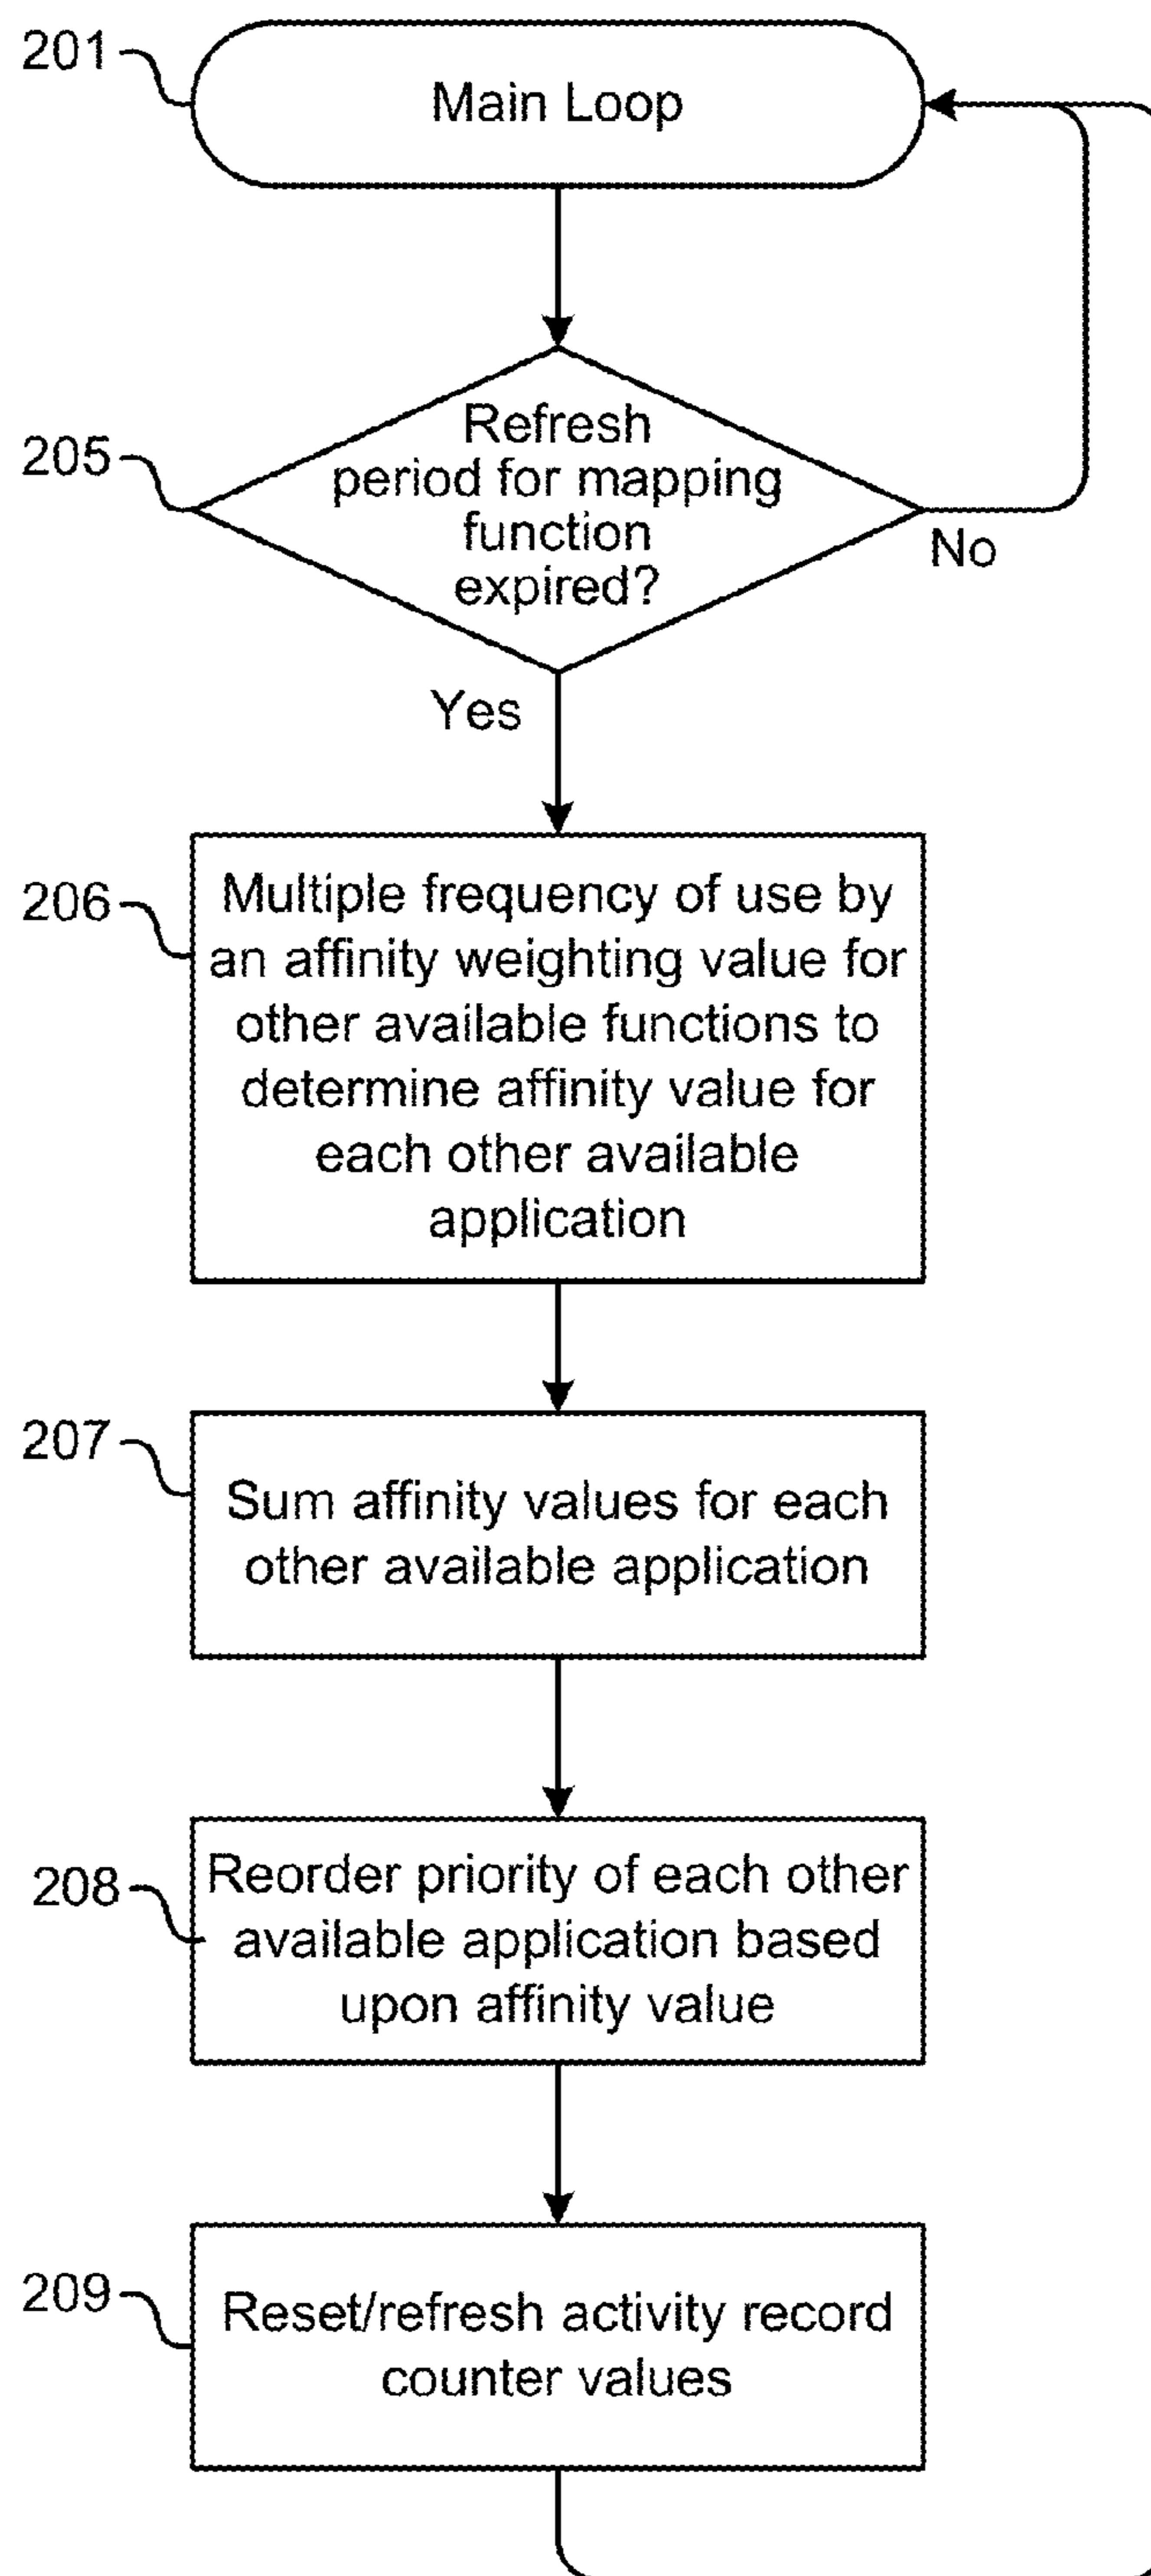 201
Main Loop
205
Refresh
period for mapping
function
expired?
No
Yes
206
Multiple frequency of use by
an affinity weighting value for
other available functions to
determine affinity value for
each other available
application
207
Sum affinity values for each
other available application
208
Reorder priority of each other
available application based
upon affinity value
209
Reset/refresh activity record
counter values